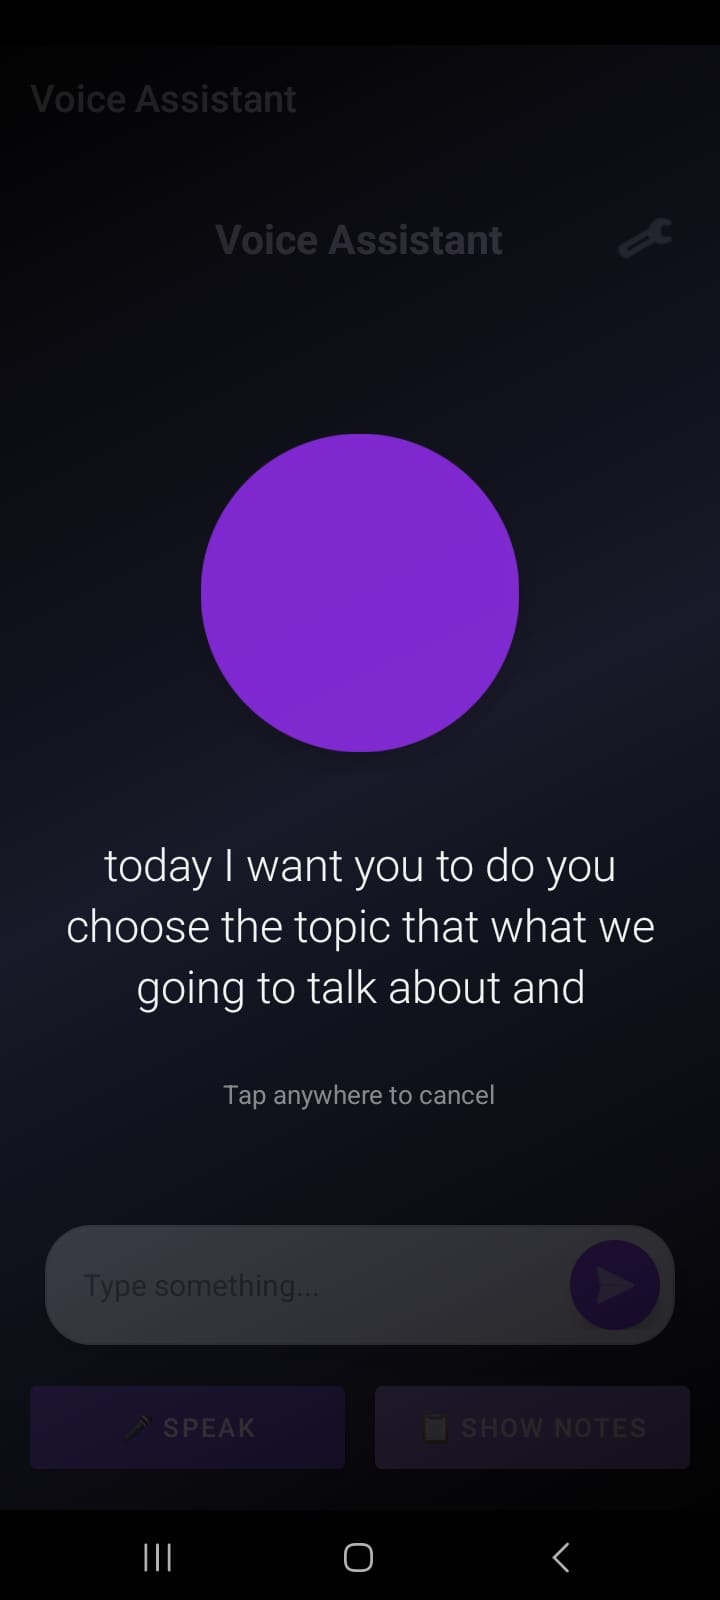 Voice Assistant
Voice Assistant
today I want you to do you
choose the topic that what we
going to talk about and
Tap anywhere to cancel
Type something...
🎤 SPEAK
📋 SHOW NOTES